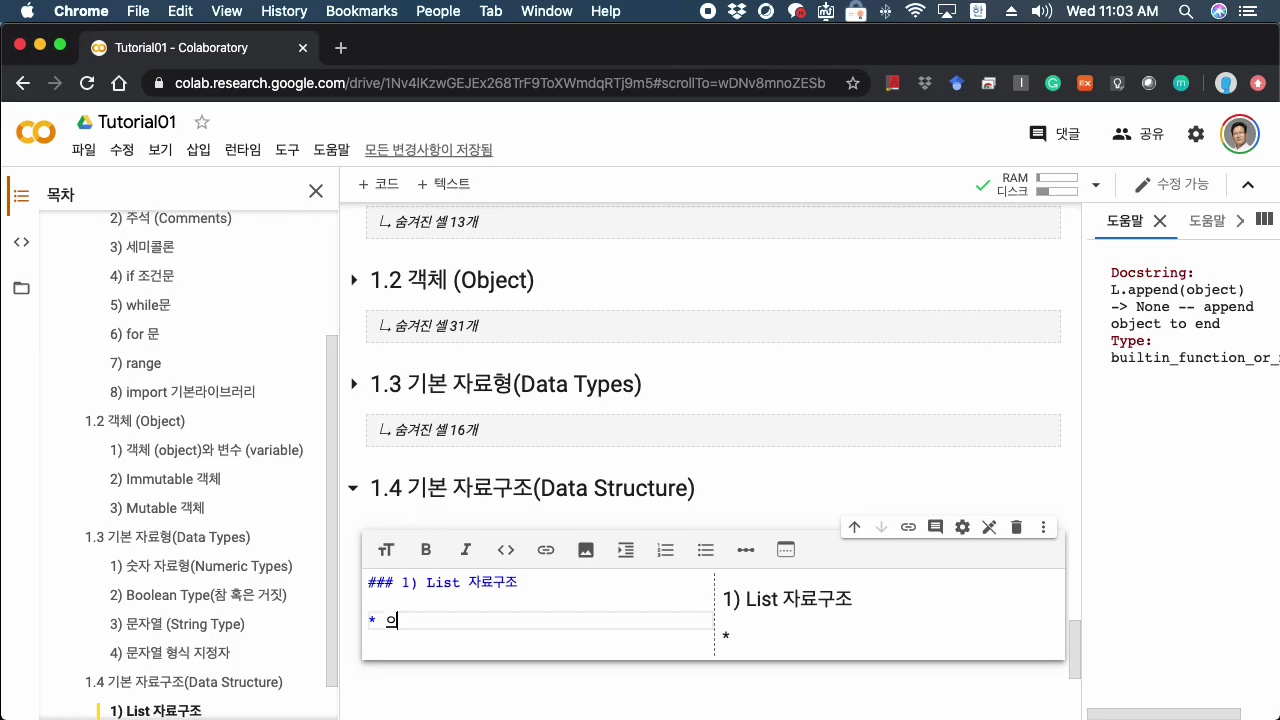 Chrome File Edit View History Bookmarks People Tab Window Help 한 Wed 11:03 AM
Tutorial01 - Colaboratory
colab.research.google.com/drive/1Nv4lKzwGEJEx268TrF9ToXWmdqRTj9m5#scrollTo=wDNv8mnoZESb
Tutorial01
댓글 공유
파일 수정 보기 삽입 런타임 도구 도움말 모든 변경사항이 저장됨
목차
+ 코드 + 텍스트
RAM
디스크
수정 가능
2) 주석 (Comments)
3) 세미콜론
4) if 조건문
5) while문
6) for 문
7) range
8) import 기본라이브러리
1.2 객체 (Object)
1) 객체 (object)와 변수 (variable)
2) Immutable 객체
3) Mutable 객체
1.3 기본 자료형(Data Types)
1) 숫자 자료형(Numeric Types)
2) Boolean Type(참 혹은 거짓)
3) 문자열 (String Type)
4) 문자열 형식 지정자
1.4 기본 자료구조(Data Structure)
1) List 자료구조
숨겨진 셀 13개
1.2 객체 (Object)
숨겨진 셀 31개
1.3 기본 자료형(Data Types)
숨겨진 셀 16개
1.4 기본 자료구조(Data Structure)
### 1) List 자료구조
* 의
1) List 자료구조
*
도움말 도움말
Docstring:
L.append(object)
-> None -- append
object to end
Type:
builtin_function_or_